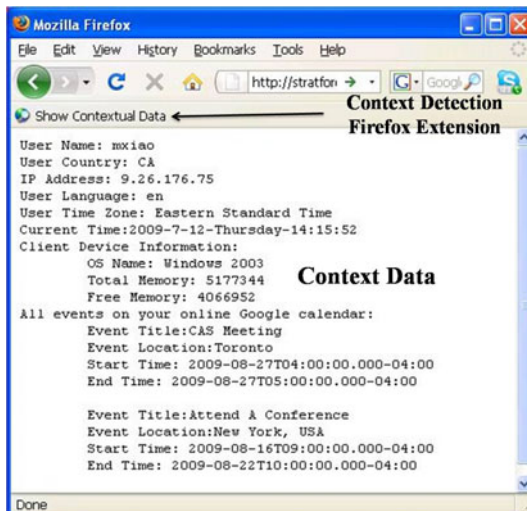 Mozilla Firefox
File Edit View History Bookmarks Tools Help
http://stratfor G Googl
Show Contextual Data
Context Detection
Firefox Extension
User Name: mxiao
User Country: CA
IP Address: 9.26.176.75
User Language: en
User Time Zone: Eastern Standard Time
Current Time:2009-7-12-Thursday-14:15:52
Client Device Information:
OS Name: Windows 2003
Total Memory: 5177344
Free Memory: 4066952
Context Data
All events on your online Google calendar:
Event Title:CAS Meeting
Event Location:Toronto
Start Time: 2009-08-27T04:00:00.000-04:00
End Time: 2009-08-27T05:00:00.000-04:00
Event Title:Attend A Conference
Event Location:New York, USA
Start Time: 2009-08-16T09:00:00.000-04:00
End Time: 2009-08-22T10:00:00.000-04:00
Done